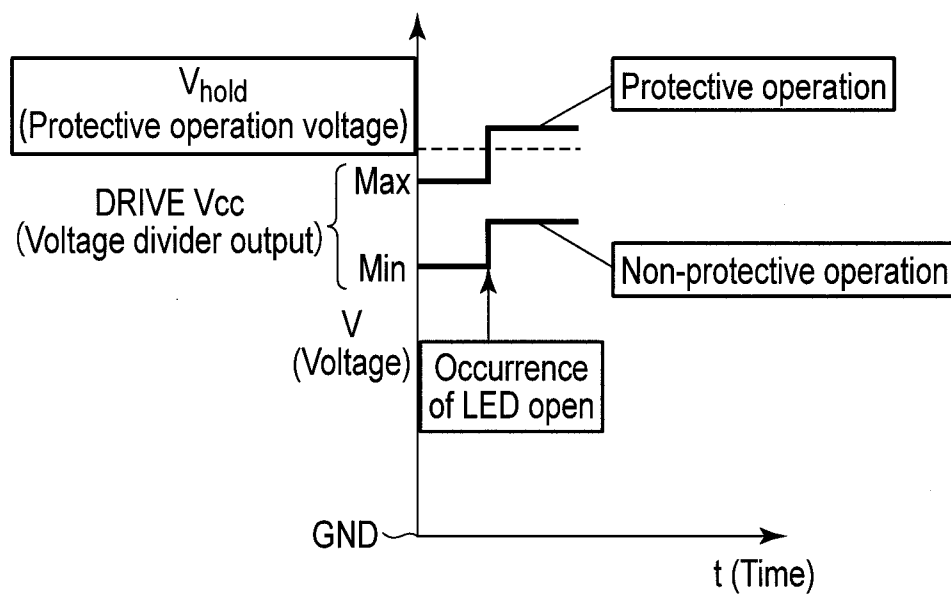 V_hold
(Protective operation voltage)
Protective operation
Max
DRIVE Vcc
(Voltage divider output)
Min
Non-protective operation
V
(Voltage)
Occurrence
of LED open
GND
t (Time)